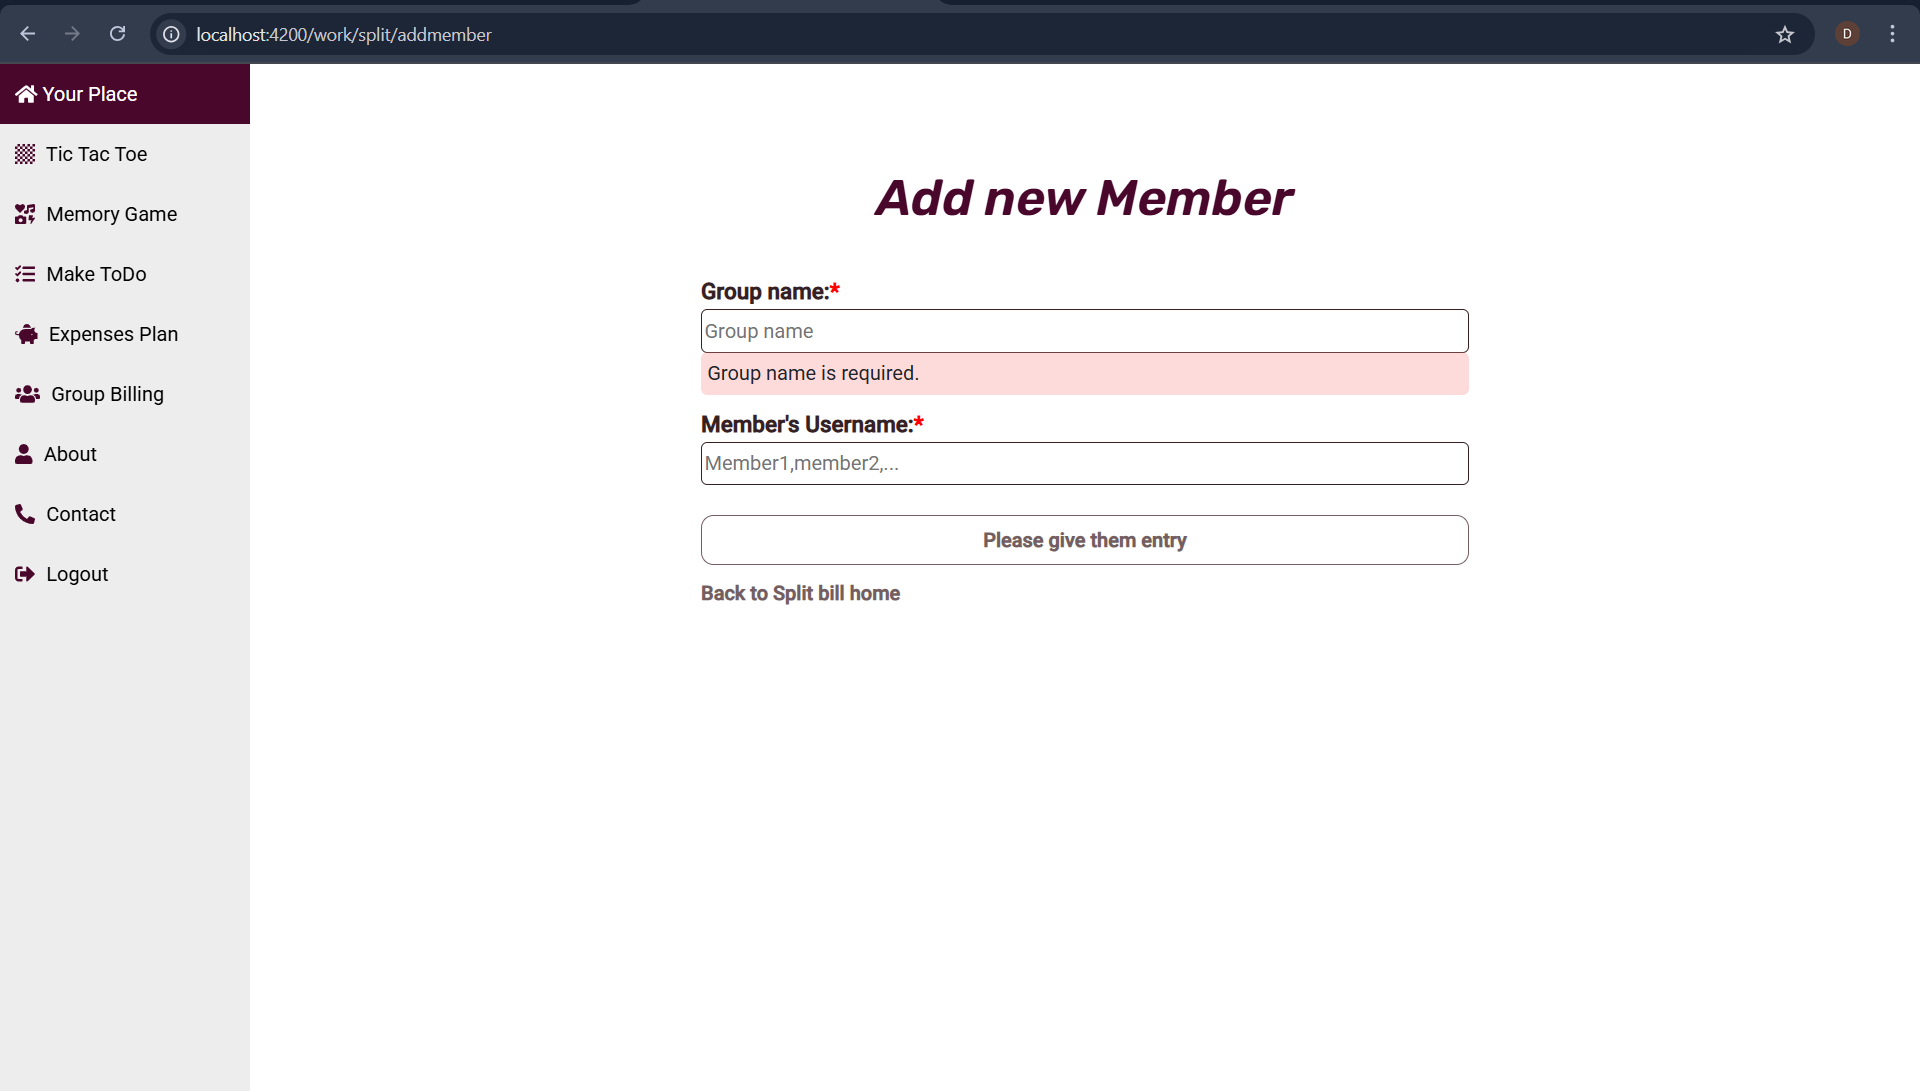 localhost:4200/work/split/addmember
D
Your Place
Tic Tac Toe
Memory Game
Make ToDo
Expenses Plan
Group Billing
About
Contact
Logout
Add new Member
Group name:*
Group name
Group name is required.
Member's Username:*
Member1,member2,...
Please give them entry
Back to Split bill home